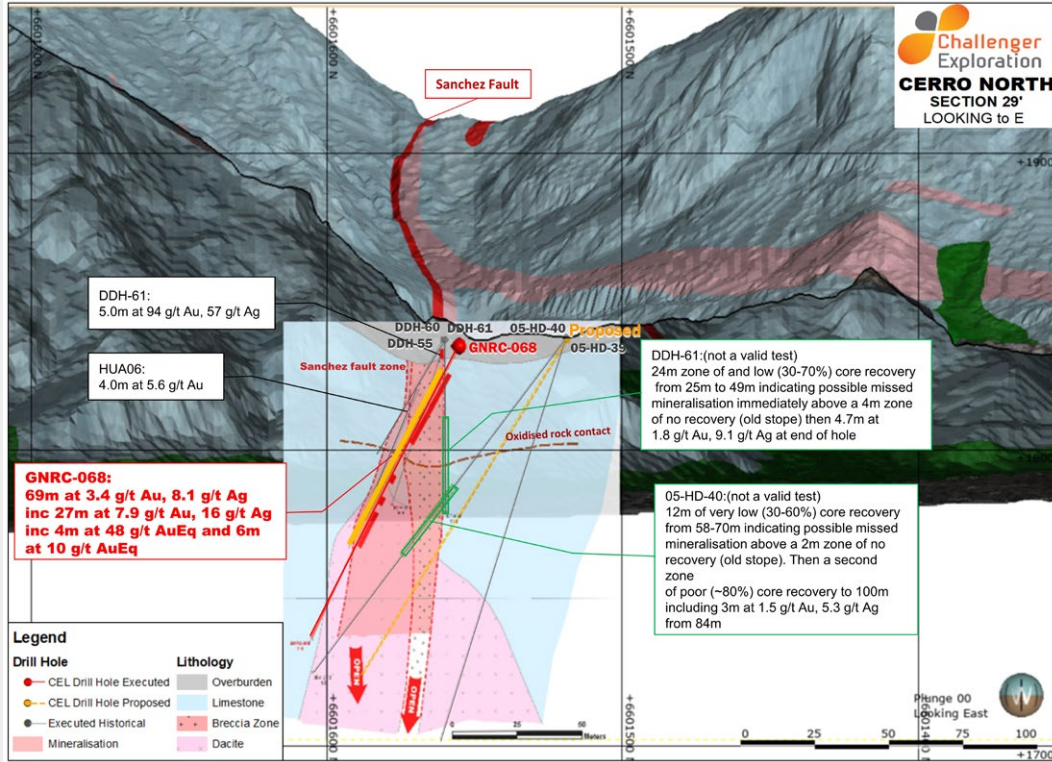 +6601700 N
+6601600 N
+6601500 N
Challenger
Exploration
CERRO NORTH
SECTION 29'
LOOKING to E
Sanchez Fault
+1900
DDH-61:
5.0m at 94 g/t Au, 57 g/t Ag
HUA06:
4.0m at 5.6 g/t Au
DDH-60
DDH-61
05-HD-40
Proposed
DDH-55
GNRC-068
05-HD-39
Sanchez fault zone
Oxidised rock contact
DDH-61:(not a valid test)
24m zone of and low (30-70%) core recovery
from 25m to 49m indicating possible missed
mineralisation immediately above a 4m zone
of no recovery (old stope) then 4.7m at
1.8 g/t Au, 9.1 g/t Ag at end of hole
+1800
GNRC-068:
69m at 3.4 g/t Au, 8.1 g/t Ag
inc 27m at 7.9 g/t Au, 16 g/t Ag
inc 4m at 48 g/t AuEq and 6m
at 10 g/t AuEq
05-HD-40:(not a valid test)
12m of very low (30-60%) core recovery
from 58-70m indicating possible missed
mineralisation above a 2m zone of no
recovery (old stope). Then a second
zone
of poor (~80%) core recovery to 100m
including 3m at 1.5 g/t Au, 5.3 g/t Ag
from 84m
Legend
Drill Hole
CEL Drill Hole Executed
CEL Drill Hole Proposed
Executed Historical
Mineralisation
Lithology
Overburden
Limestone
Breccia Zone
Dacite
OPEN
OPEN
+6601600 N
+6601500 N
+6601400 N
0 25 50
Meters
Plunge 00
Looking East
0 25 50 75 100
+1700